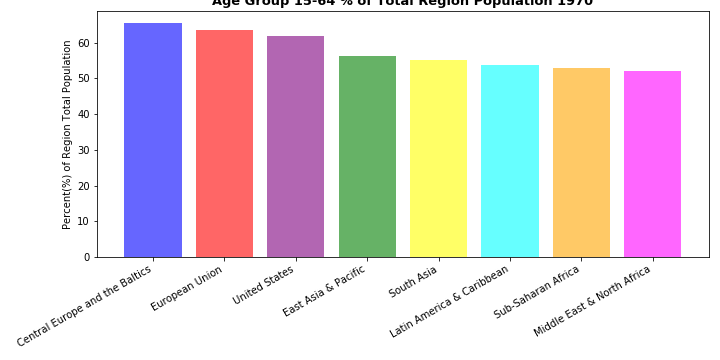 Age Group 15-64 % of Total Region Population 1970
Percent(%) of Region Total Population
60
50
40
30
20
10
0
Central Europe and the Baltics
European Union
United States
East Asia & Pacific
South Asia
Latin America & Caribbean
Sub-Saharan Africa
Middle East & North Africa